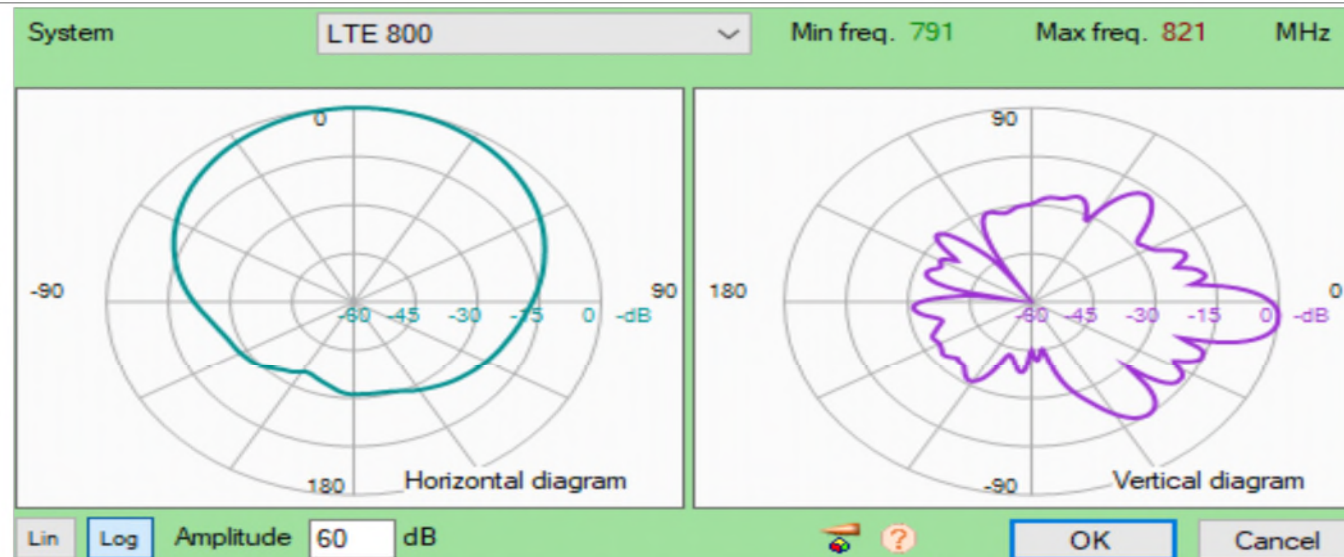 System LTE 800 Min freq. 791 Max freq. 821 MHz
0 90
-90 90 180 0
-60 -45 -30 -15 0 -dB -60 -45 -30 -15 0 -dB
180 Horizontal diagram -90 Vertical diagram
Lin Log Amplitude 60 dB ? OK Cancel